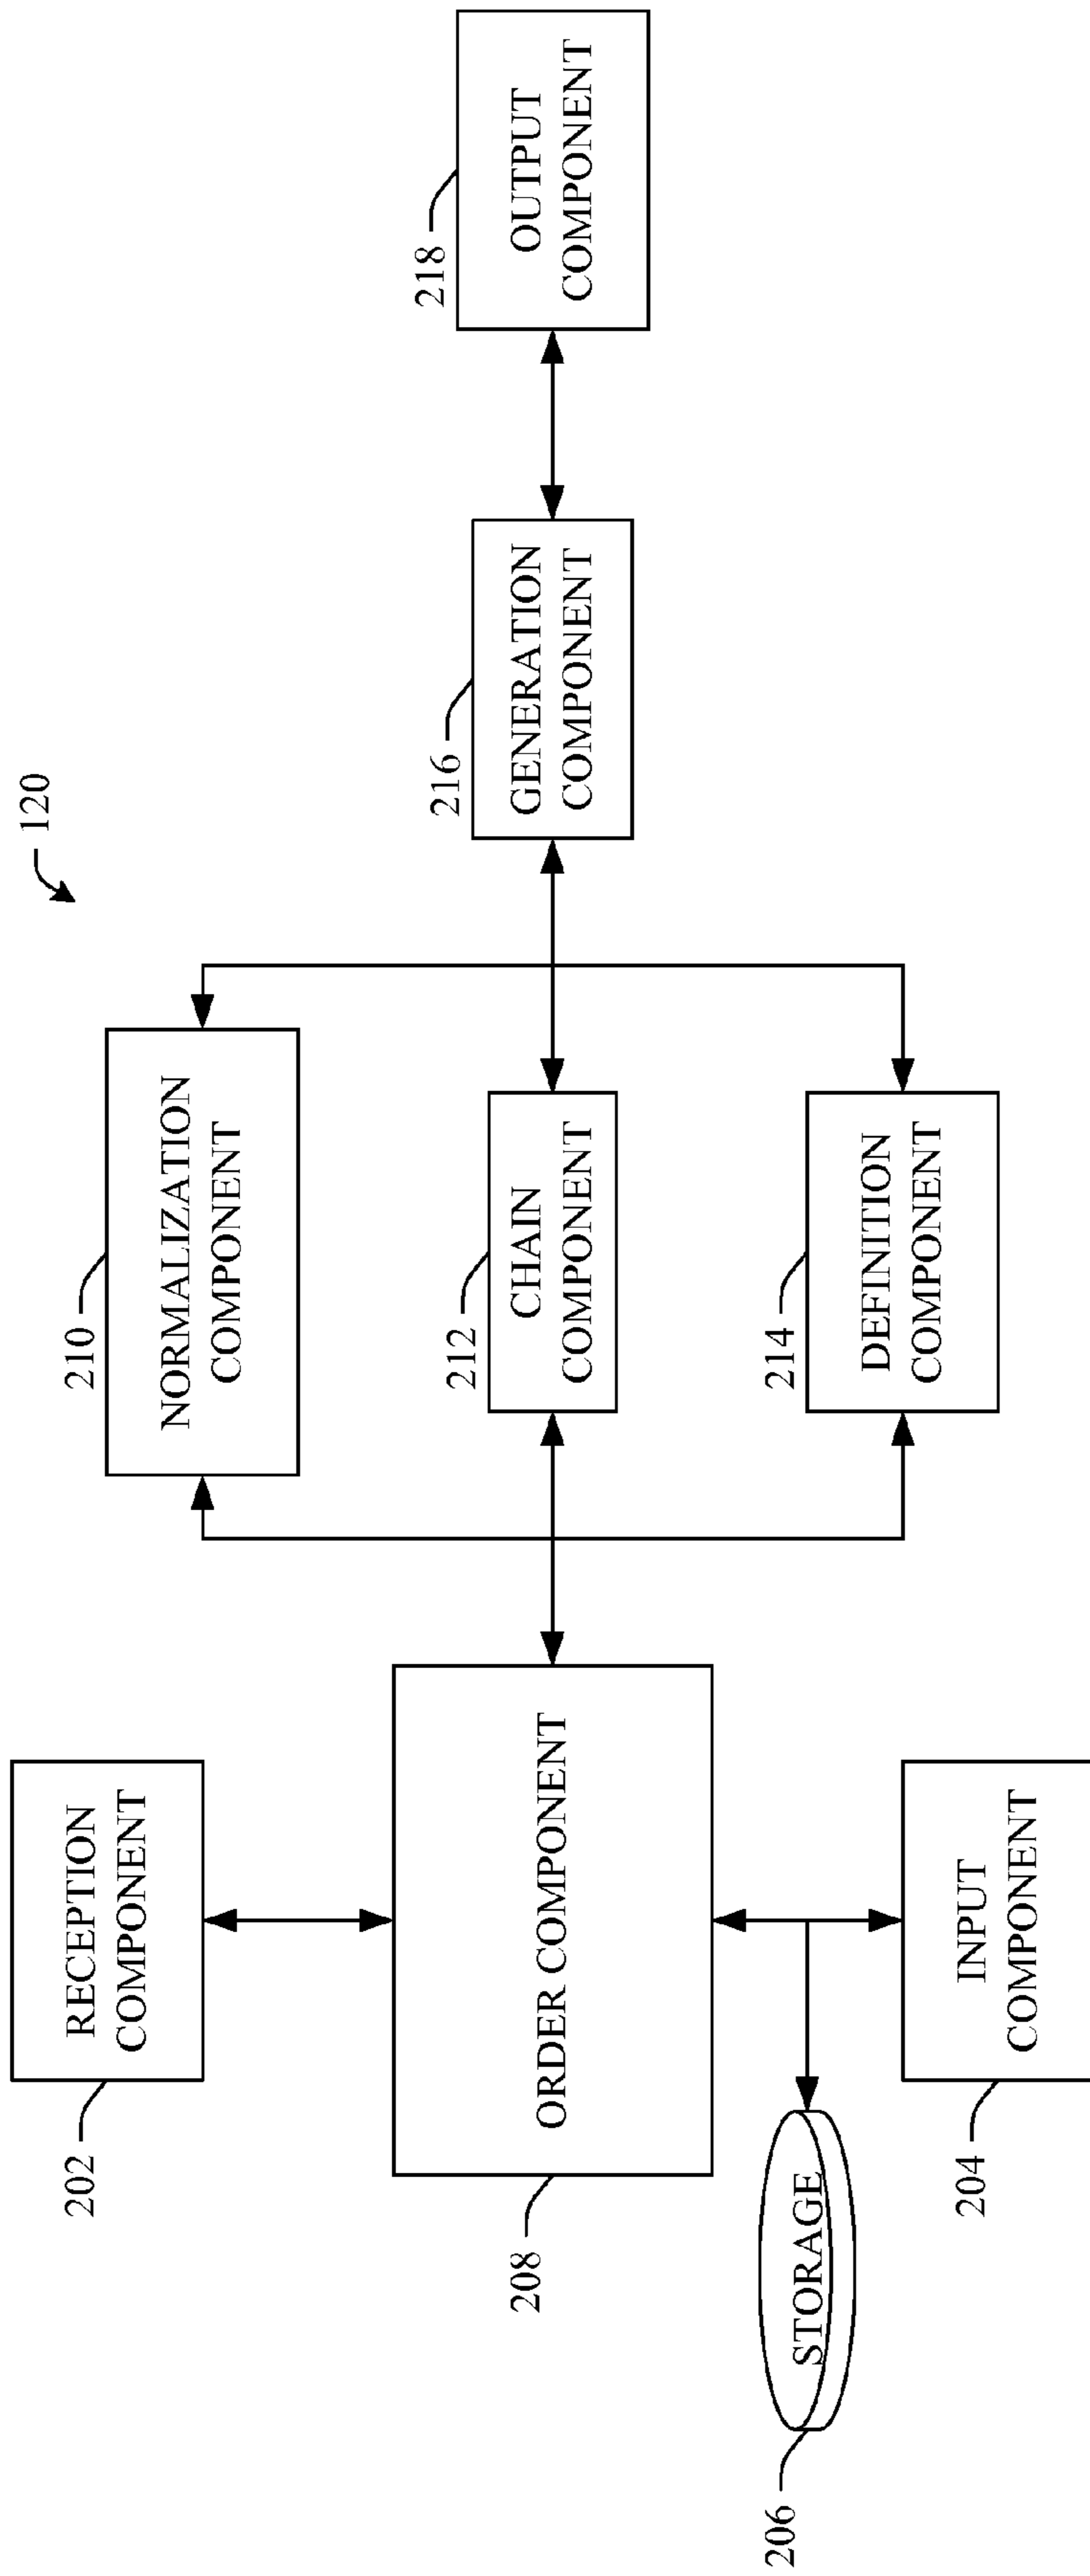 120
202
RECEPTION
COMPONENT
208
ORDER COMPONENT
206
STORAGE
204
INPUT
COMPONENT
210
NORMALIZATION
COMPONENT
212
CHAIN
COMPONENT
214
DEFINITION
COMPONENT
216
GENERATION
COMPONENT
218
OUTPUT
COMPONENT